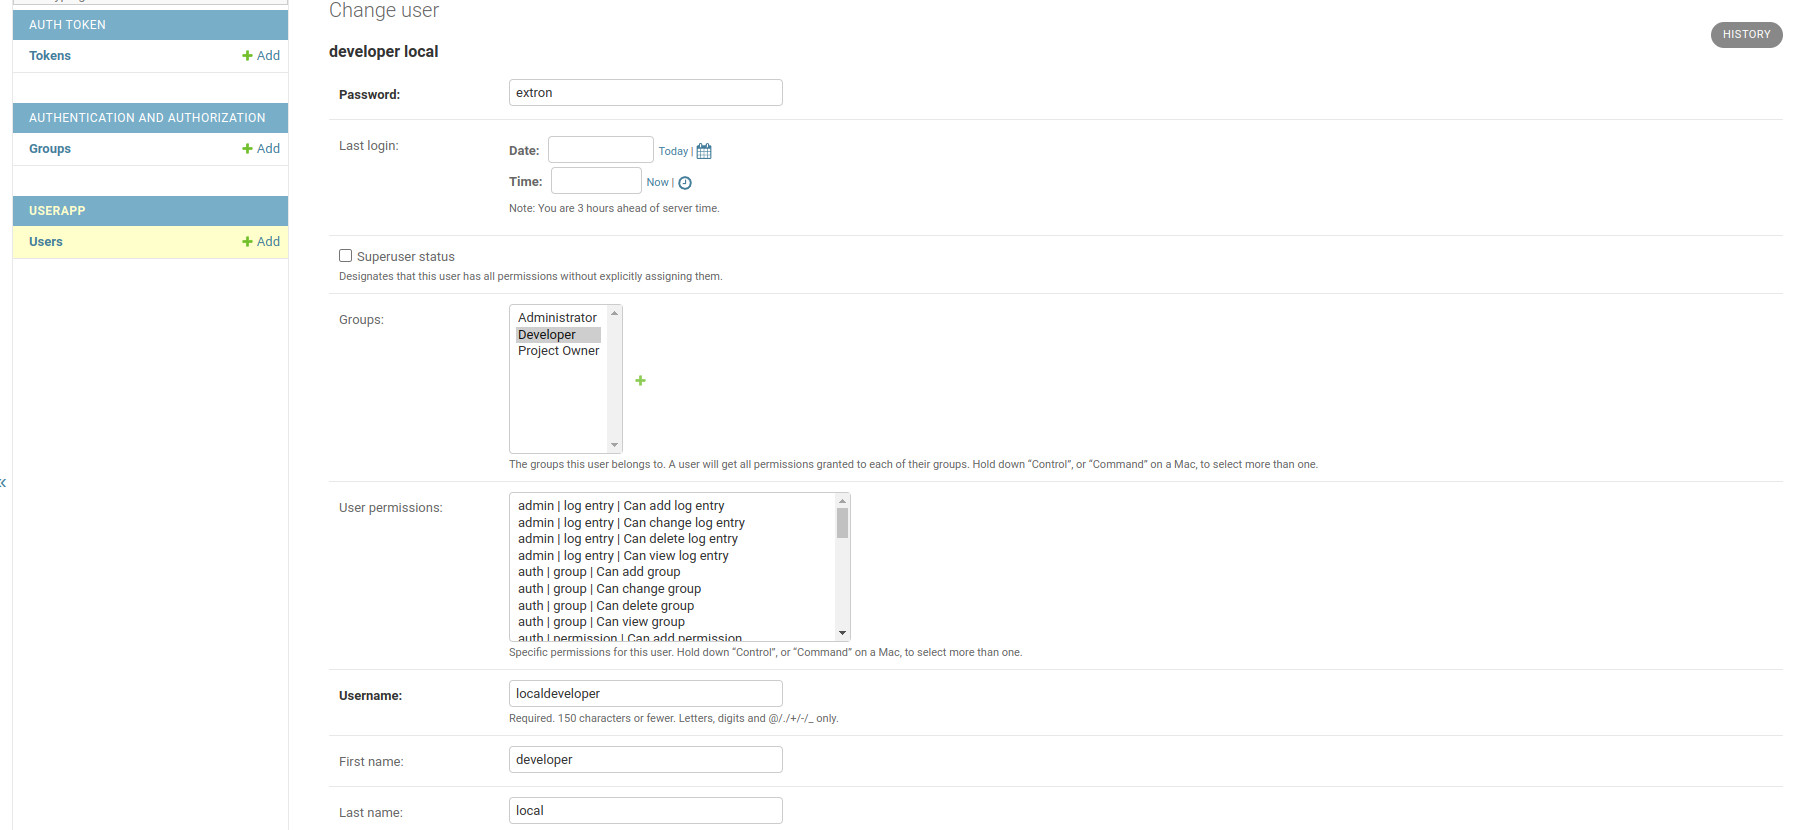 Change user
AUTH TOKEN
Tokens
Add
AUTHENTICATION AND AUTHORIZATION
Groups
Add
USERAPP
Users
Add
developer local
HISTORY
Password:
extron
Last login:
Date:
Today |
Time:
Now |
Note: You are 3 hours ahead of server time.
Superuser status
Designates that this user has all permissions without explicitly assigning them.
Groups:
Administrator
Developer
Project Owner
The groups this user belongs to. A user will get all permissions granted to each of their groups. Hold down “Control”, or “Command” on a Mac, to select more than one.
User permissions:
admin | log entry | Can add log entry
admin | log entry | Can change log entry
admin | log entry | Can delete log entry
admin | log entry | Can view log entry
auth | group | Can add group
auth | group | Can change group
auth | group | Can delete group
auth | group | Can view group
auth | permission | Can add permission
Specific permissions for this user. Hold down “Control”, or “Command” on a Mac, to select more than one.
Username:
localdeveloper
Required. 150 characters or fewer. Letters, digits and @/./+/-/_ only.
First name:
developer
Last name:
local